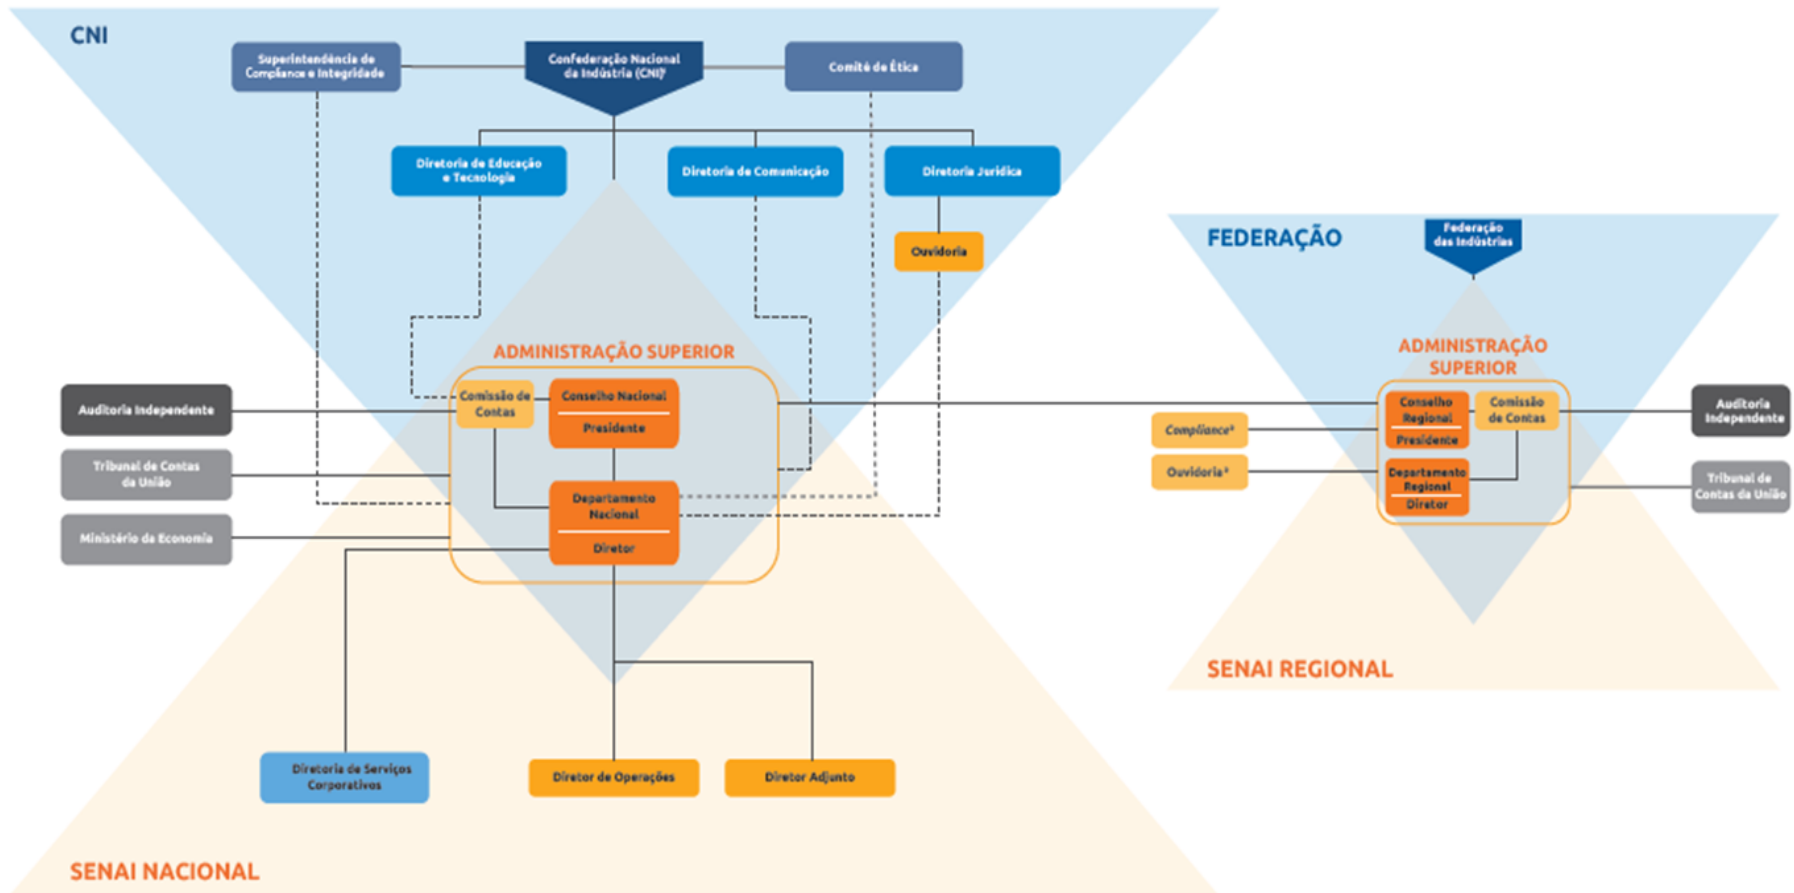 CNI
Superintendência de
Compliance e Integridade
Confederação Nacional
da Indústria (CNI)¹
Comitê de Ética
Diretoria de Educação
e Tecnologia
Diretoria de Comunicação
Diretoria Jurídica
Ouvidoria
ADMINISTRAÇÃO SUPERIOR
Comissão de
Contas
Conselho Nacional
Presidente
Departamento
Nacional
Diretor
Auditoria Independente
Tribunal de Contas
da União
Ministério da Economia
Diretoria de Serviços
Corporativos
Diretor de Operações
Diretor Adjunto
SENAI NACIONAL
FEDERAÇÃO
Federação
das Indústrias
ADMINISTRAÇÃO
SUPERIOR
Conselho
Regional
Presidente
Comissão
de Contas
Departamento
Regional
Diretor
Compliance
Ouvidoria
Auditoria
Independente
Tribunal de
Contas da União
SENAI REGIONAL